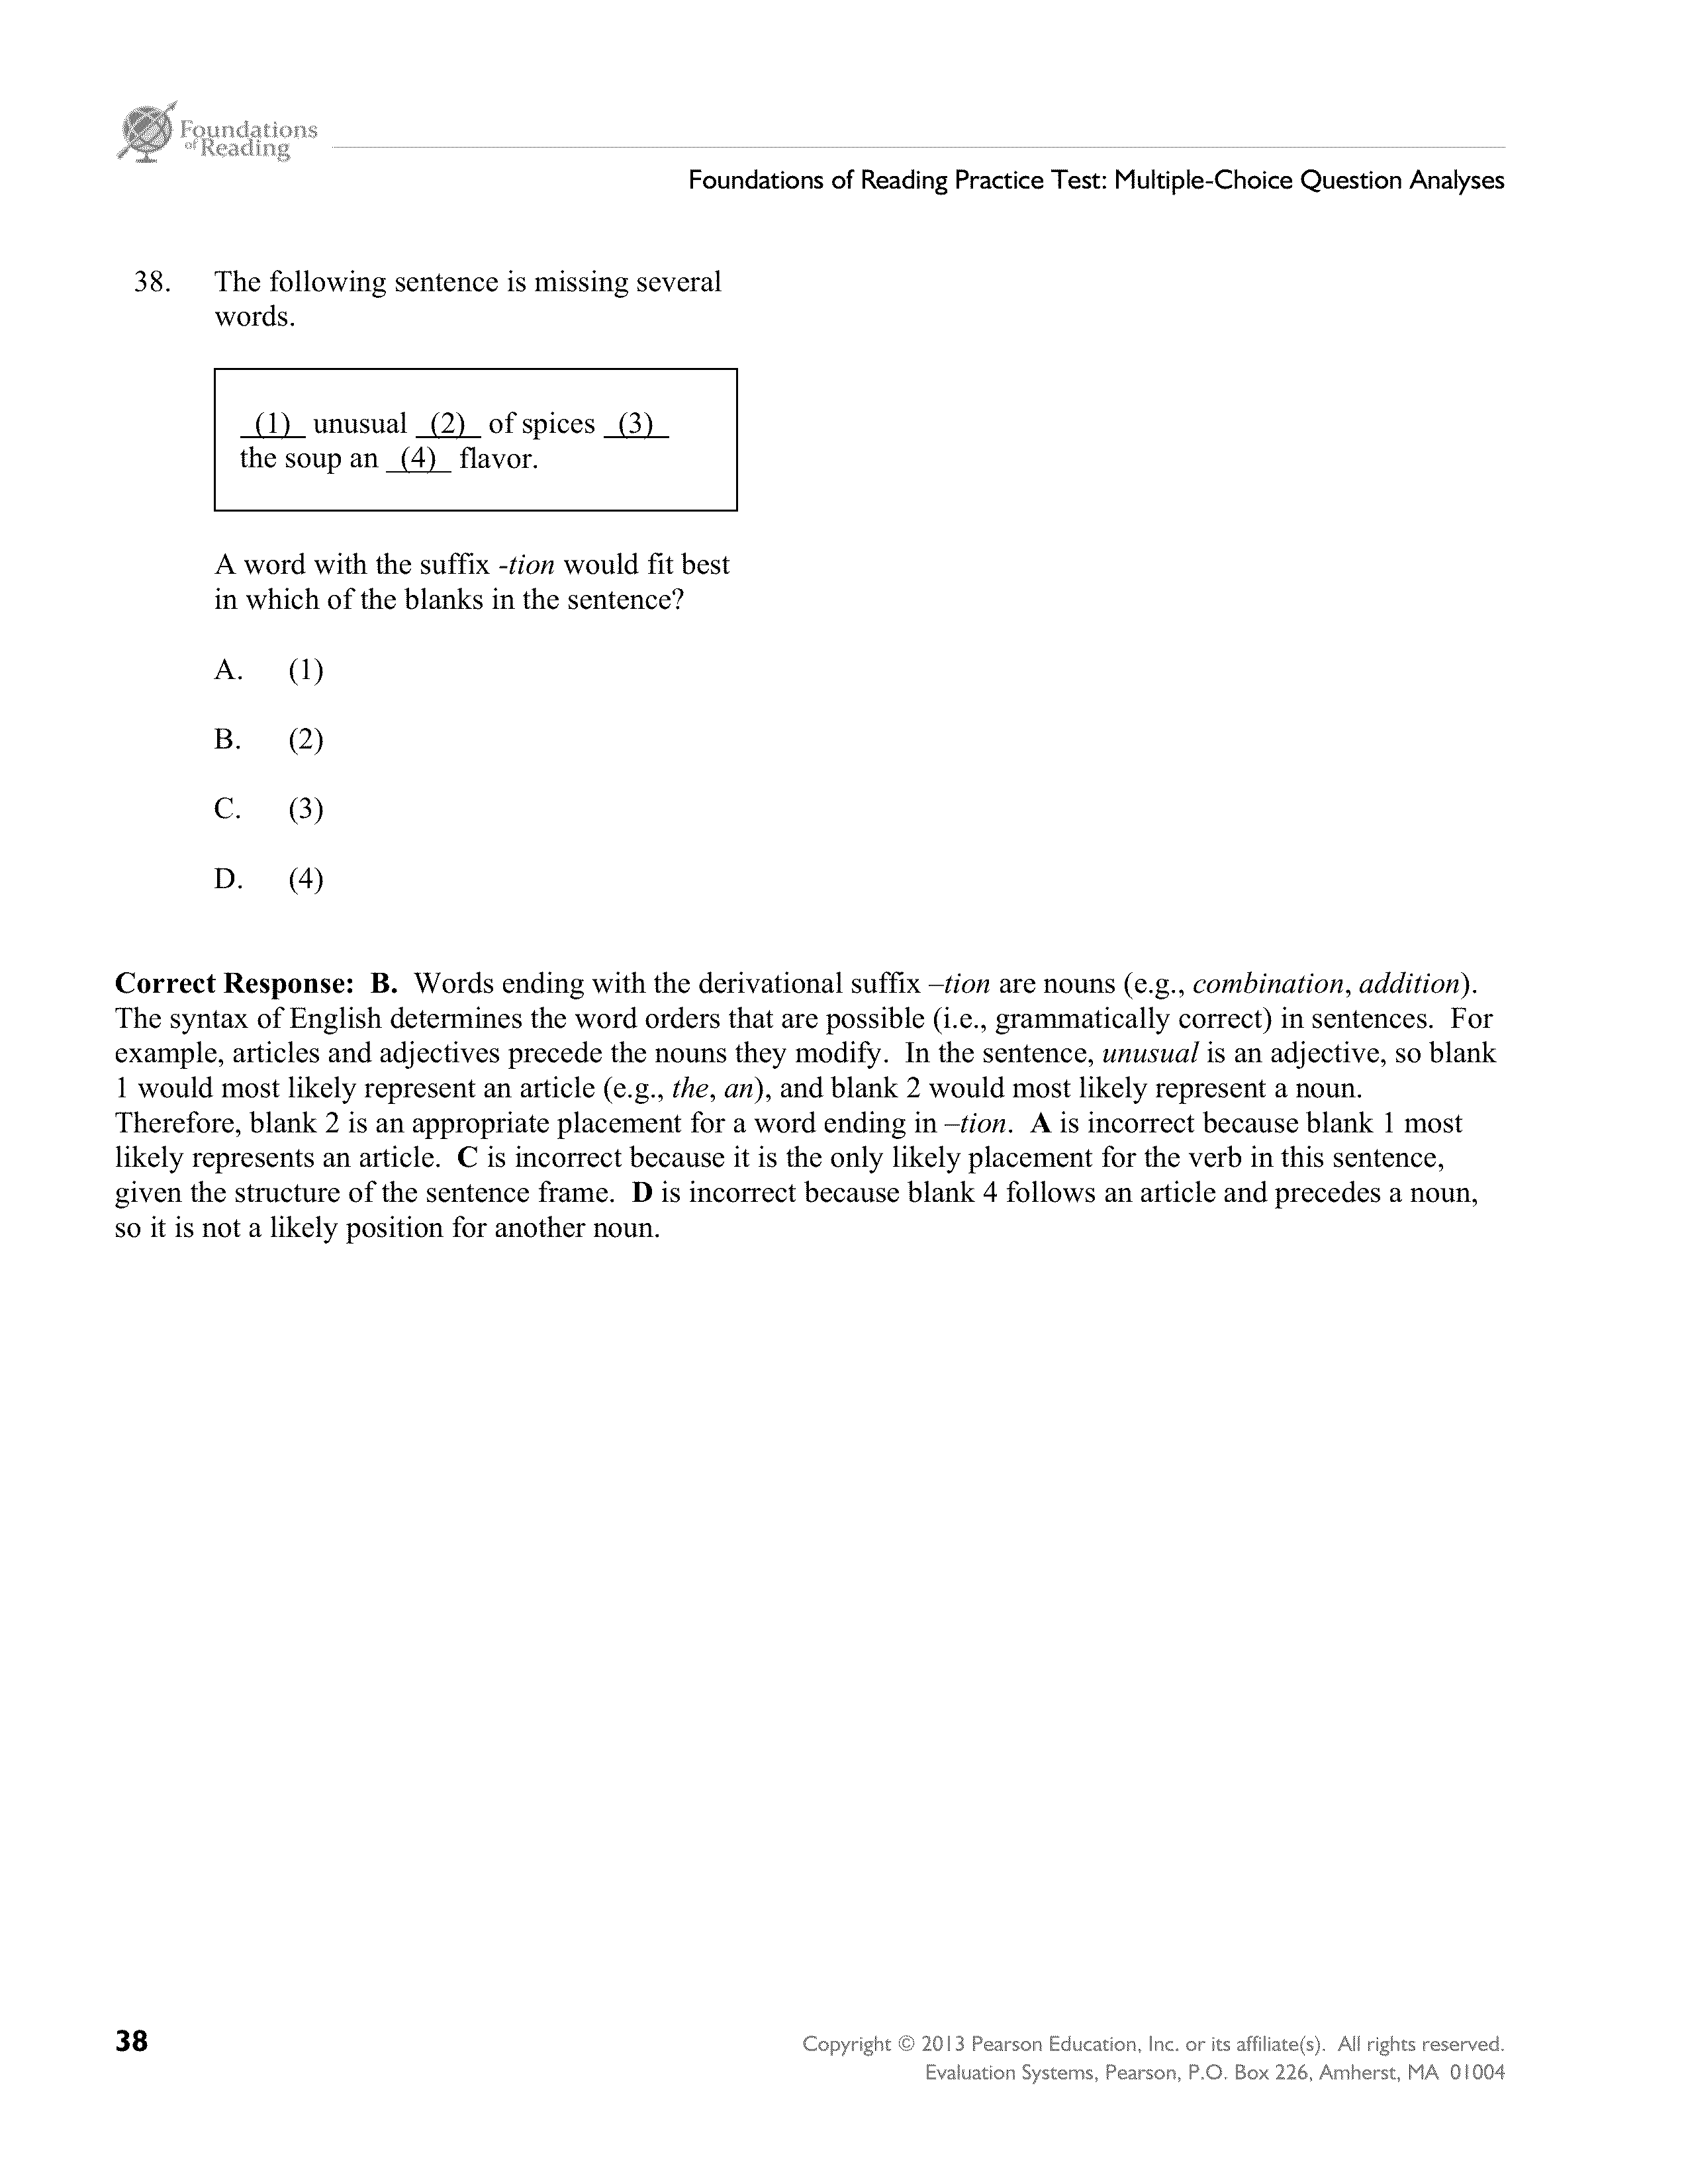 Foundations
of Reading
Foundations of Reading Practice Test: Multiple-Choice Question Analyses
38. The following sentence is missing several
words.
(1) unusual (2) of spices (3)
the soup an (4) flavor.
A word with the suffix -tion would fit best
in which of the blanks in the sentence?
A. (1)
B. (2)
C. (3)
D. (4)
Correct Response: B. Words ending with the derivational suffix –tion are nouns (e.g., combination, addition).
The syntax of English determines the word orders that are possible (i.e., grammatically correct) in sentences. For
example, articles and adjectives precede the nouns they modify. In the sentence, unusual is an adjective, so blank
1 would most likely represent an article (e.g., the, an), and blank 2 would most likely represent a noun.
Therefore, blank 2 is an appropriate placement for a word ending in –tion. A is incorrect because blank 1 most
likely represents an article. C is incorrect because it is the only likely placement for the verb in this sentence,
given the structure of the sentence frame. D is incorrect because blank 4 follows an article and precedes a noun,
so it is not a likely position for another noun.
38
Copyright © 2013 Pearson Education, Inc. or its affiliate(s). All rights reserved.
Evaluation Systems, Pearson, P.O. Box 226, Amherst, MA 01004